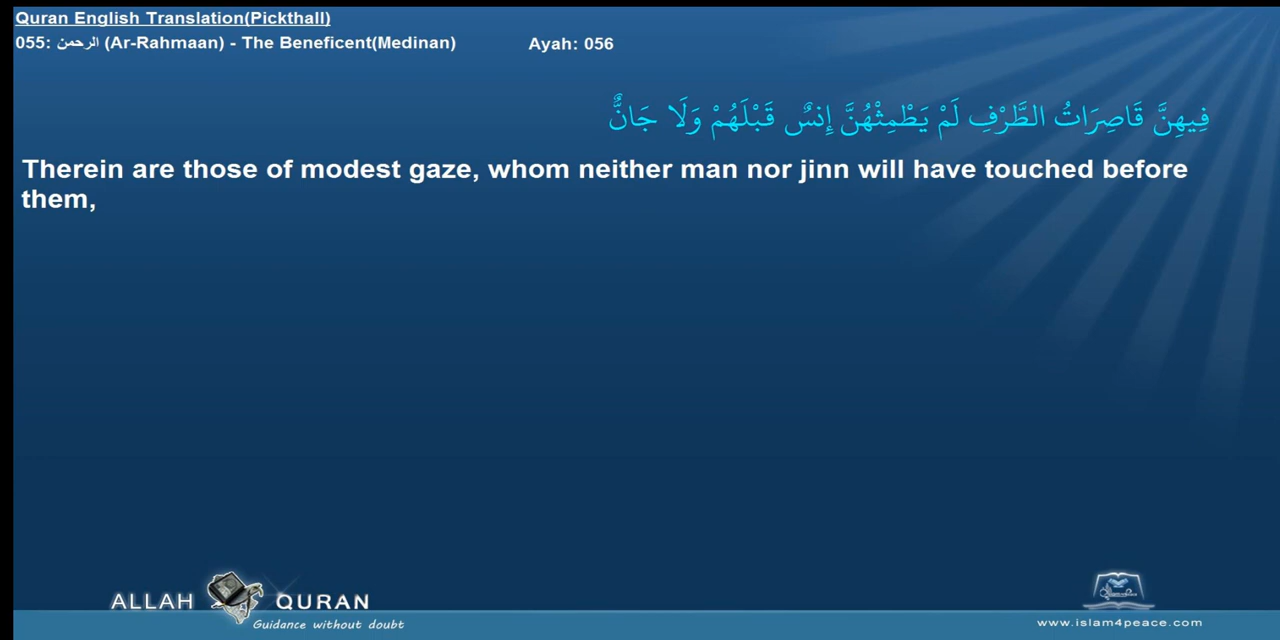 Quran English Translation(Pickthall)
055: الرحمن (Ar-Rahmaan) - The Beneficent(Medinan) Ayah: 056
فِيهِنَّ قَاصِرَاتُ الطَّرْفِ لَمْ يَطْمِثْهُنَّ إِنسٌ قَبْلَهُمْ وَلَا جَانٌّ
Therein are those of modest gaze, whom neither man nor jinn will have touched before
them,
ALLAH QURAN
Guidance without doubt
www.islam4peace.com